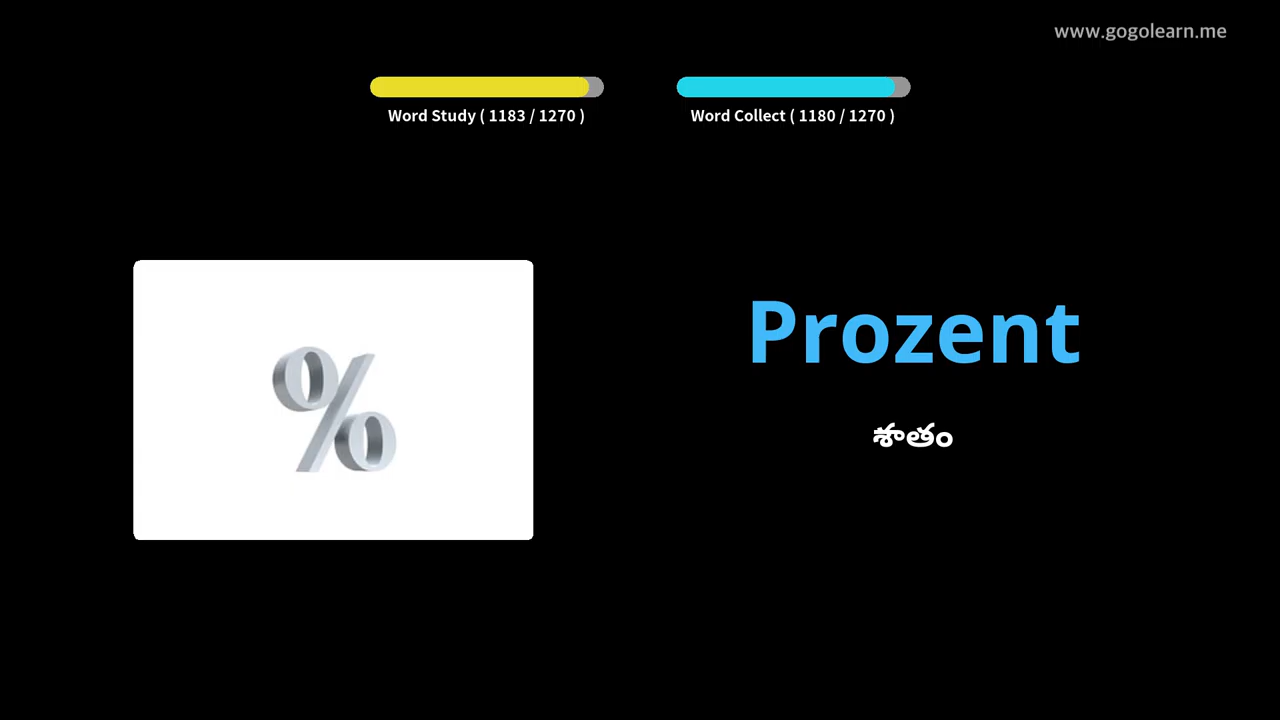 www.gogolearn.me
Word Study ( 1183 / 1270 )
Word Collect ( 1180 / 1270 )
%
Prozent
శాతం